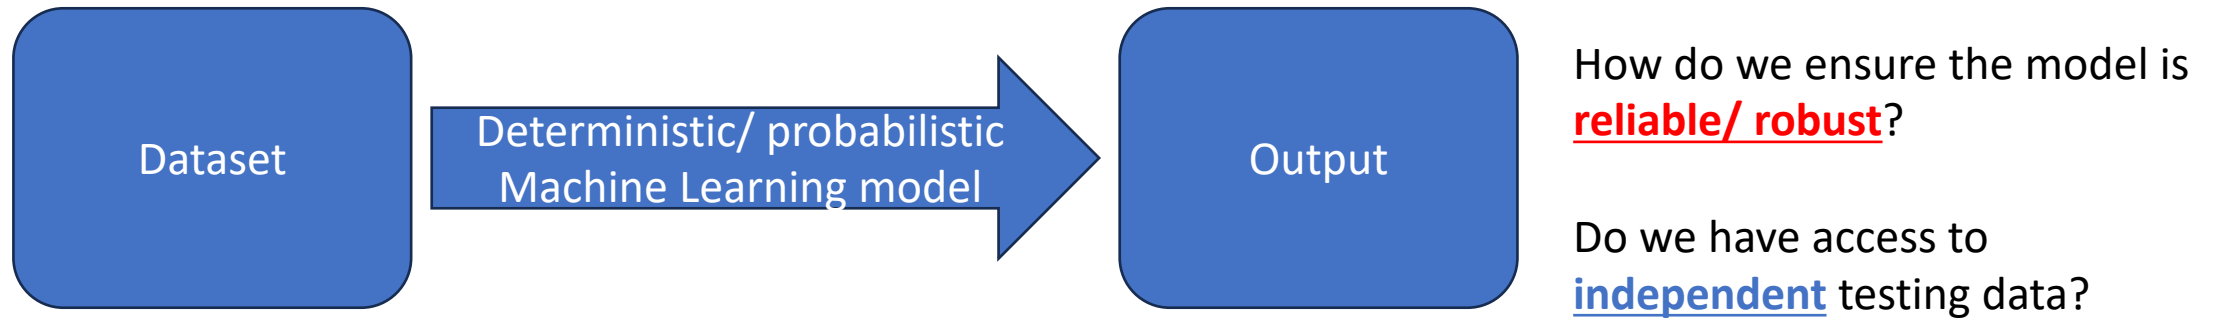 Dataset
Deterministic/ probabilistic
Machine Learning model
Output
How do we ensure the model is
reliable/ robust?
Do we have access to
independent testing data?